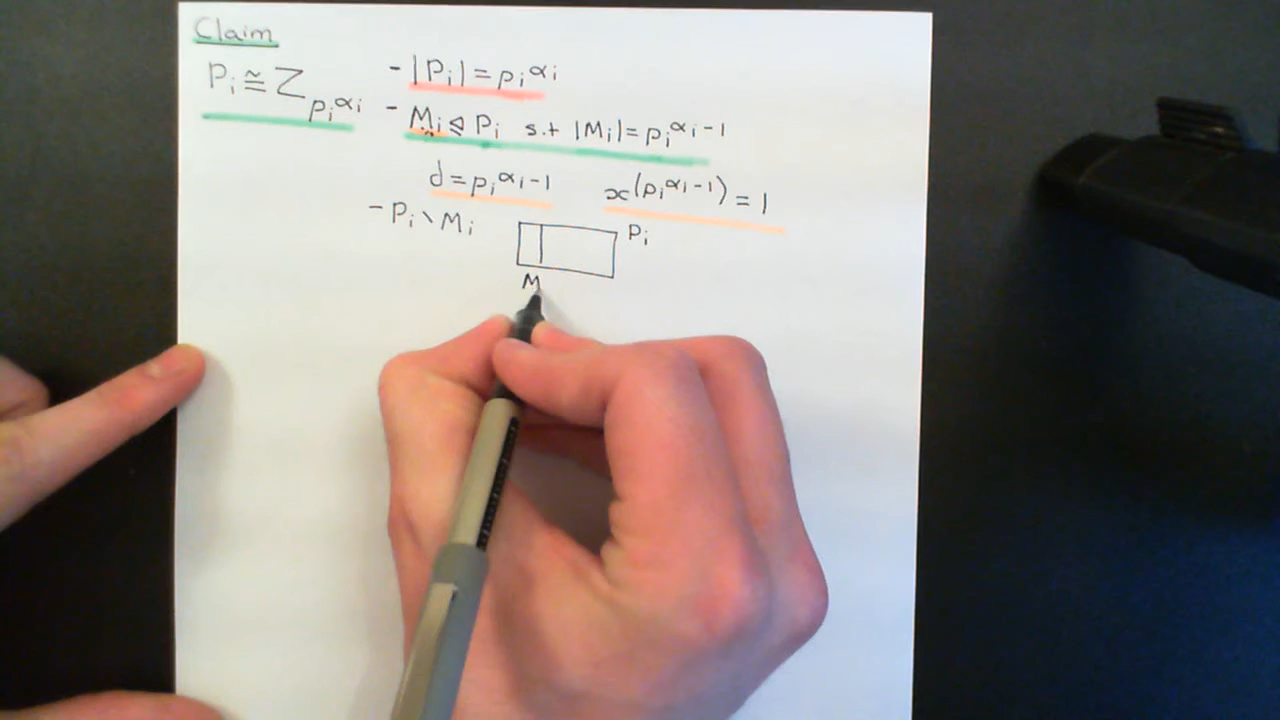 Claim
Pᵢ ≅ Z_{pᵢ^{αᵢ}}
- |Pᵢ| = pᵢ^{αᵢ}
- Mᵢ ⊴ Pᵢ s.t |Mᵢ| = pᵢ^{αᵢ-1}
d = pᵢ^{αᵢ-1} x^{(pᵢ^{αᵢ-1})} = 1
- Pᵢ \ Mᵢ
Pᵢ
M